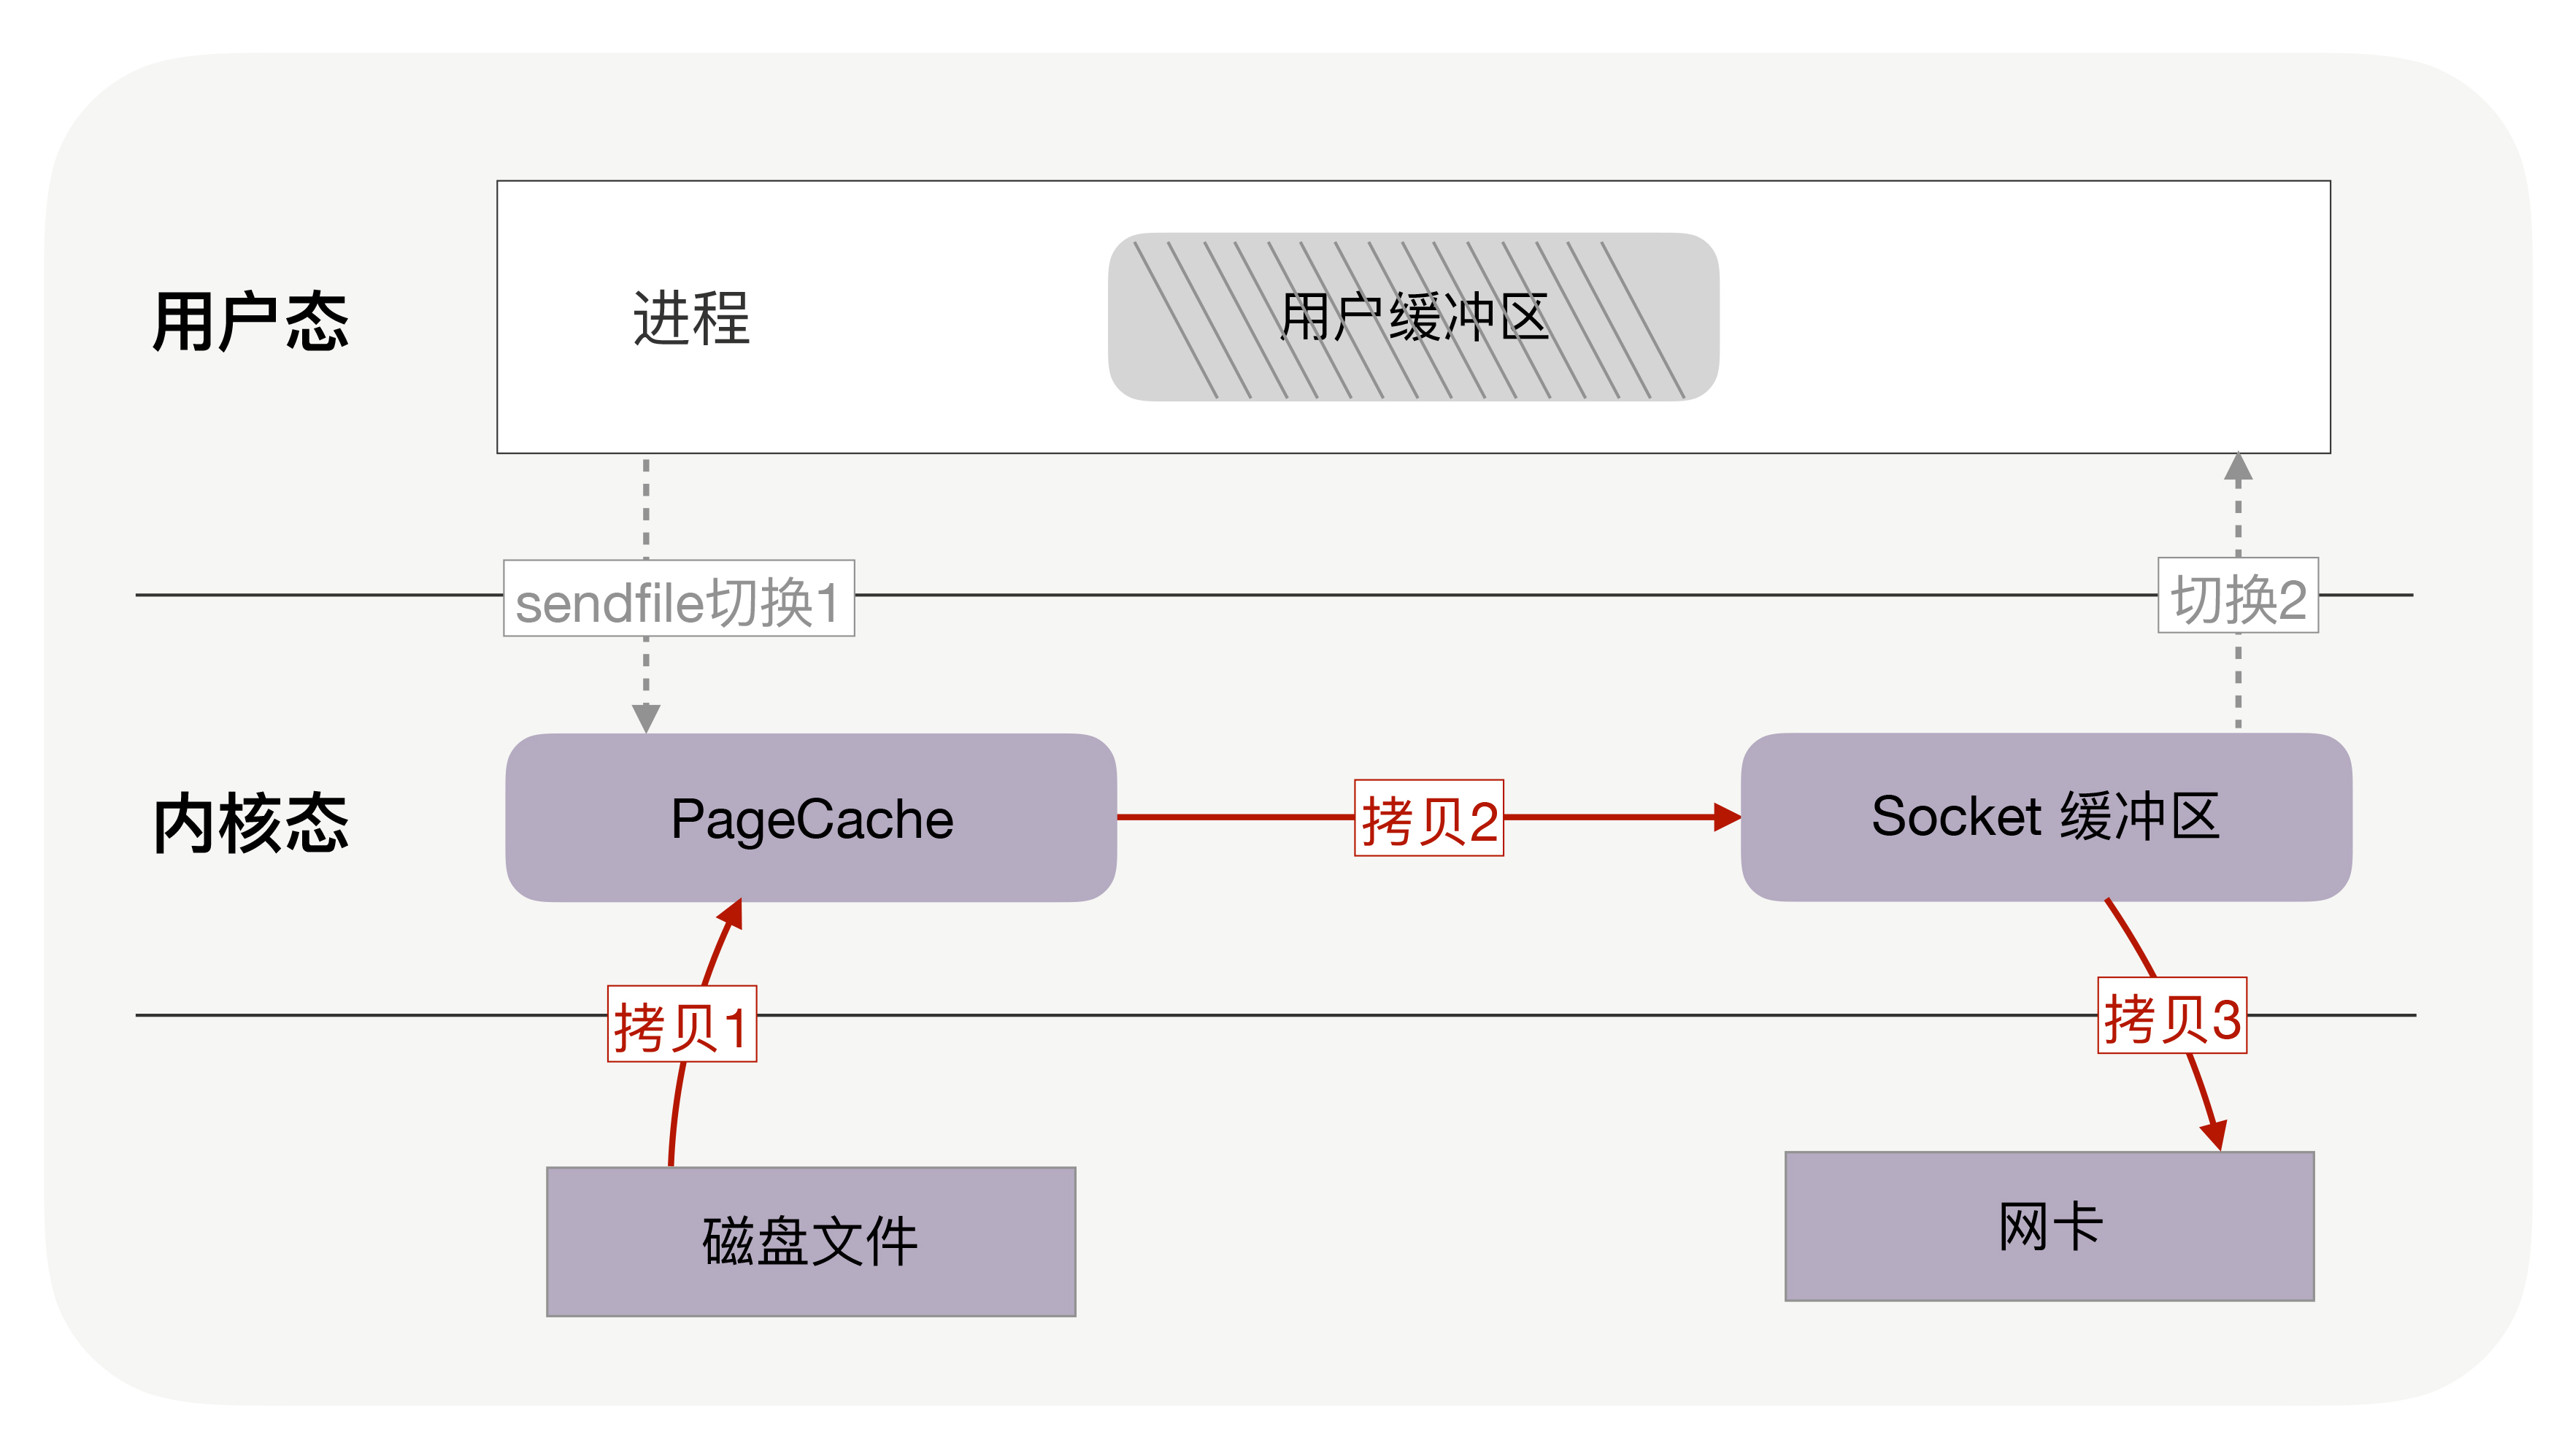 用户态
进程
用户缓冲区
sendfile切换1
切换2
内核态
PageCache
拷贝2
Socket 缓冲区
拷贝1
拷贝3
磁盘文件
网卡